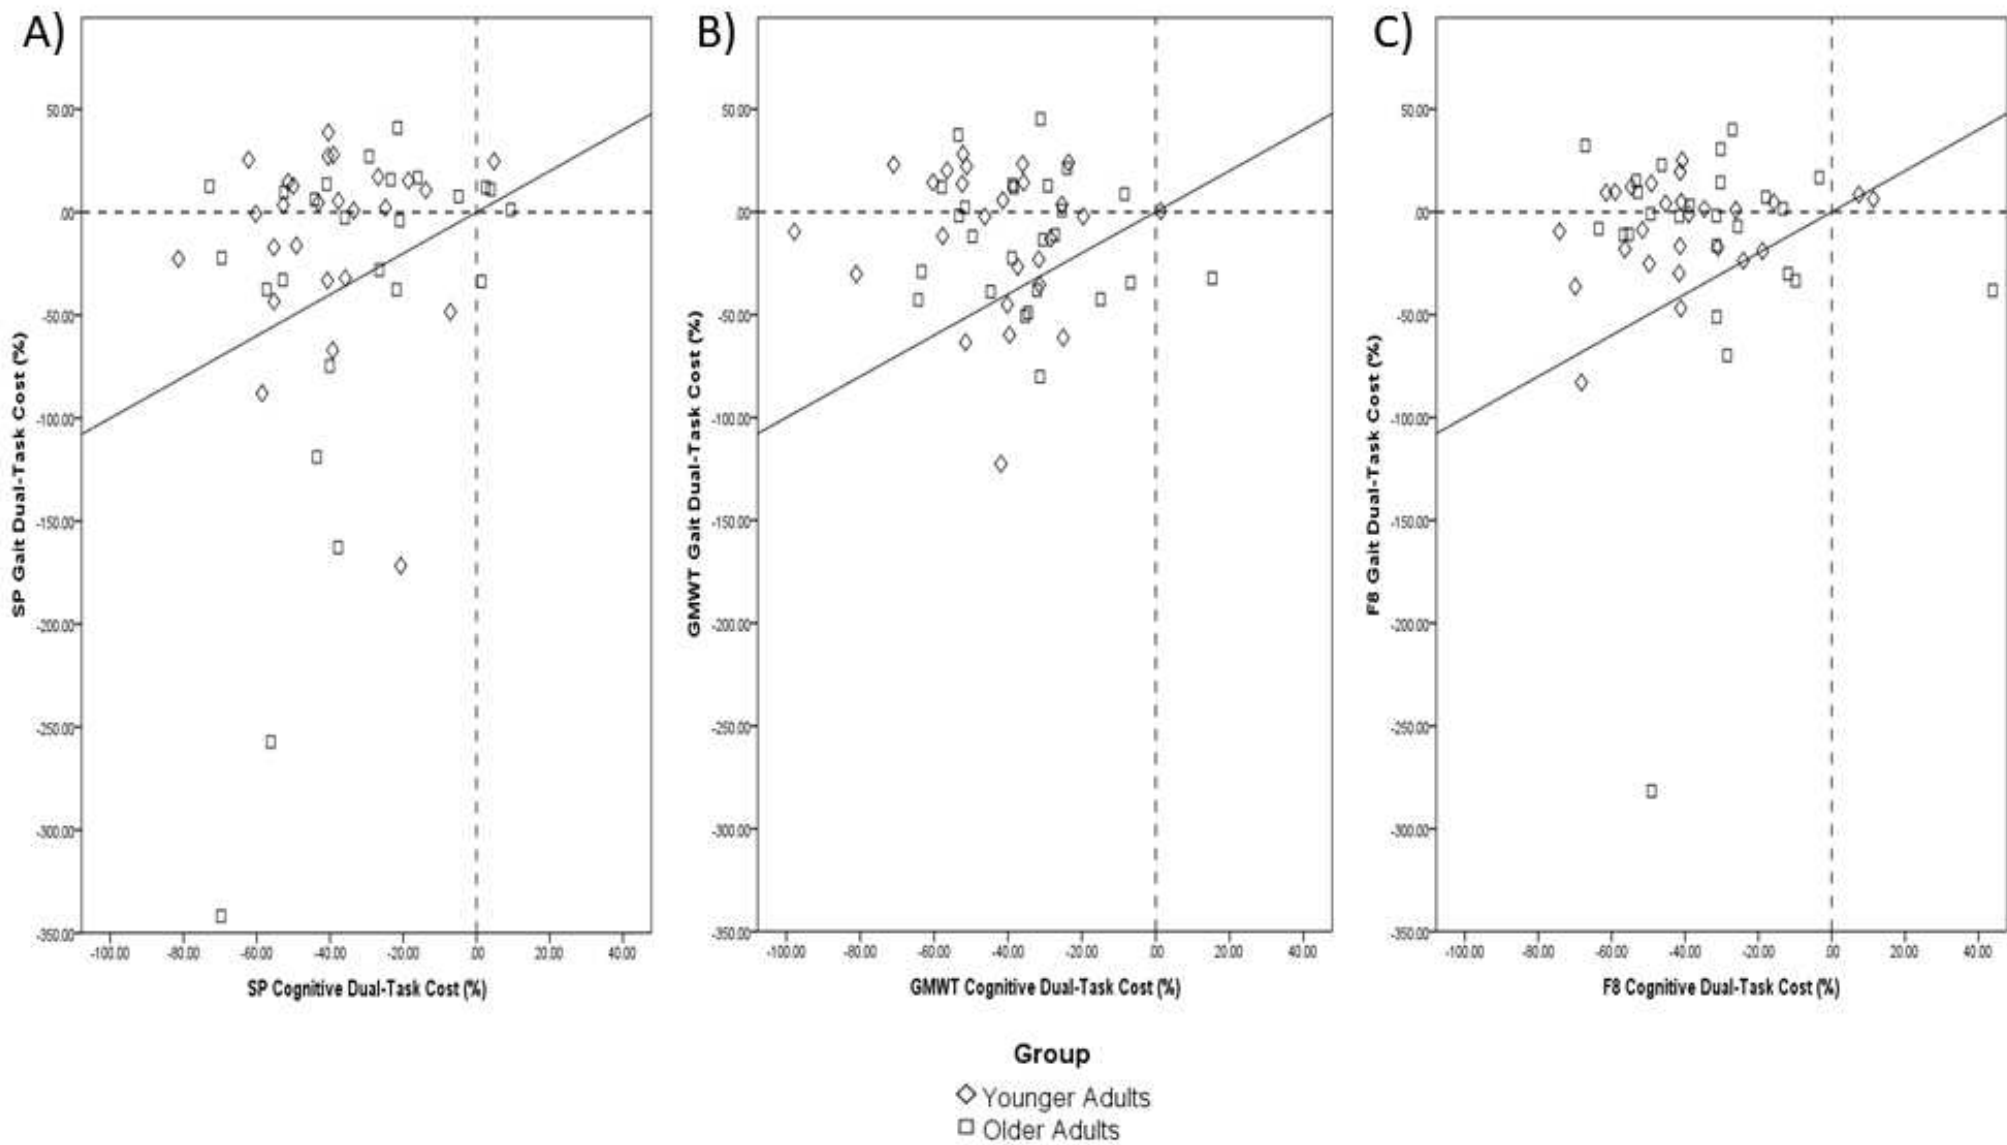 A)
B)
C)
50.00
.00
-50.00
-100.00
-150.00
-200.00
-250.00
-300.00
-350.00
SP Gait Dual-Task Cost (%)
-100.00 -80.00 -60.00 -40.00 -20.00 .00 20.00 40.00
SP Cognitive Dual-Task Cost (%)
50.00
.00
-50.00
-100.00
-150.00
-200.00
-250.00
-300.00
-350.00
GMWT Gait Dual-Task Cost (%)
-100.00 -80.00 -60.00 -40.00 -20.00 .00 20.00 40.00
GMWT Cognitive Dual-Task Cost (%)
50.00
.00
-50.00
-100.00
-150.00
-200.00
-250.00
-300.00
-350.00
F8 Gait Dual-Task Cost (%)
-100.00 -80.00 -60.00 -40.00 -20.00 .00 20.00 40.00
F8 Cognitive Dual-Task Cost (%)
Group
Younger Adults
Older Adults